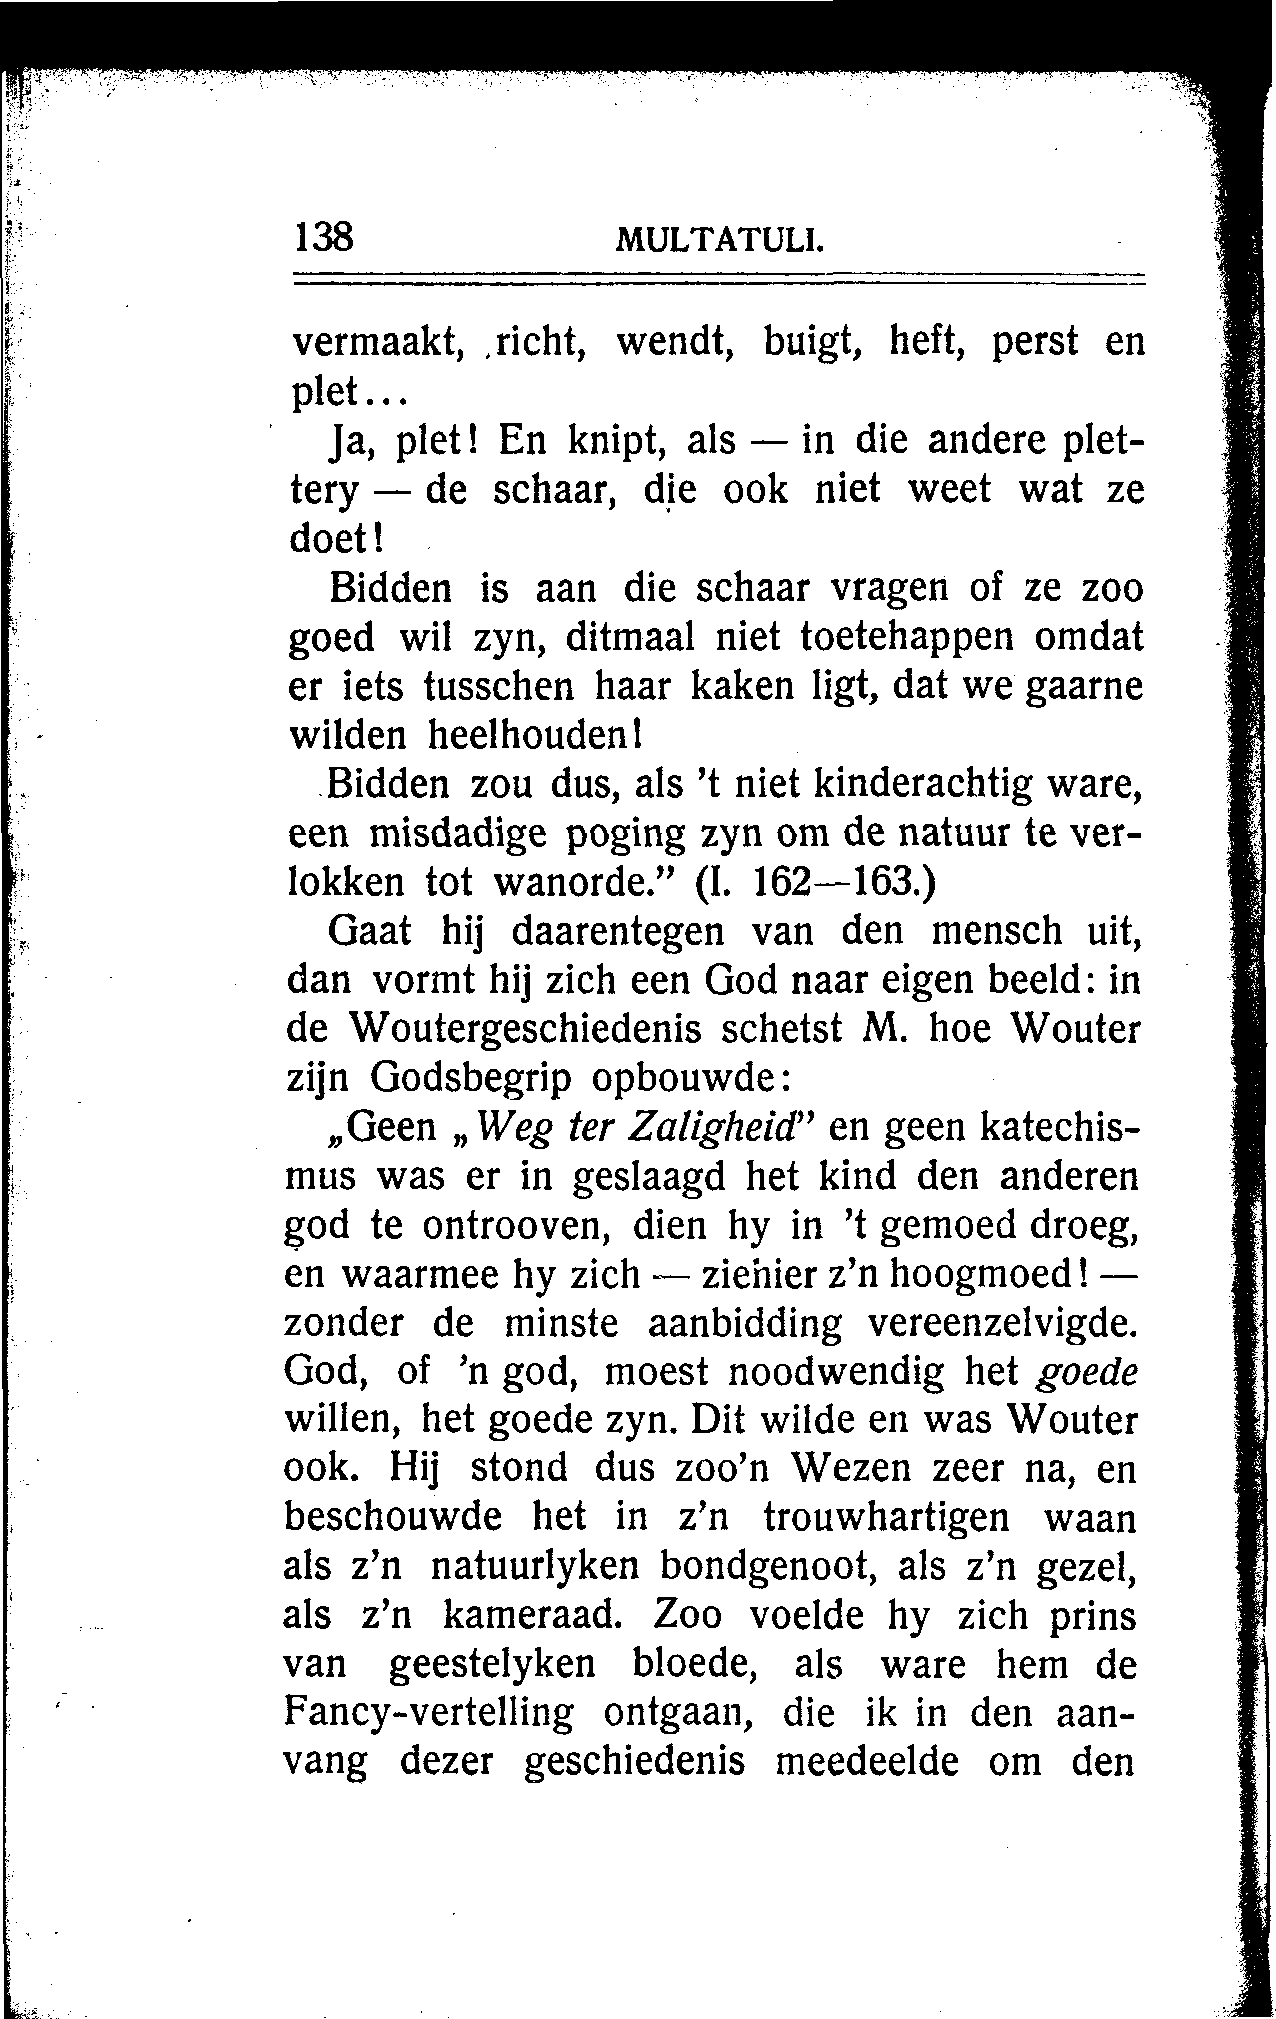 138 MULTATULI.
vermaakt, richt, wendt, buigt, heft, perst en
plet...
Ja, plet! En knipt, als — in die andere plet-
tery — de schaar, die ook niet weet wat ze
doet!
Bidden is aan die schaar vragen of ze zoo
goed wil zyn, ditmaal niet toetehappen omdat
er iets tusschen haar kaken ligt, dat we gaarne
wilden heelhouden!
Bidden zou dus, als 't niet kinderachtig ware,
een misdadige poging zyn om de natuur te ver-
lokken tot wanorde.” (I. 162—163.)
Gaat hij daarentegen van den mensch uit,
dan vormt hij zich een God naar eigen beeld: in
de Woutergeschiedenis schetst M. hoe Wouter
zijn Godsbegrip opbouwde:
„Geen „Weg ter Zaligheid” en geen katechis-
mus was er in geslaagd het kind den anderen
god te ontrooven, dien hy in 't gemoed droeg,
en waarmee hy zich — ziehier z'n hoogmoed! —
zonder de minste aanbidding vereenzelvigde.
God, of 'n god, moest noodwendig het goede
willen, het goede zyn. Dit wilde en was Wouter
ook. Hij stond dus zoo'n Wezen zeer na, en
beschouwde het in z'n trouwhartigen waan
als z'n natuurlyken bondgenoot, als z'n gezel,
als z'n kameraad. Zoo voelde hy zich prins
van geestelyken bloede, als ware hem de
Fancy-vertelling ontgaan, die ik in den aan-
vang dezer geschiedenis meedeelde om den